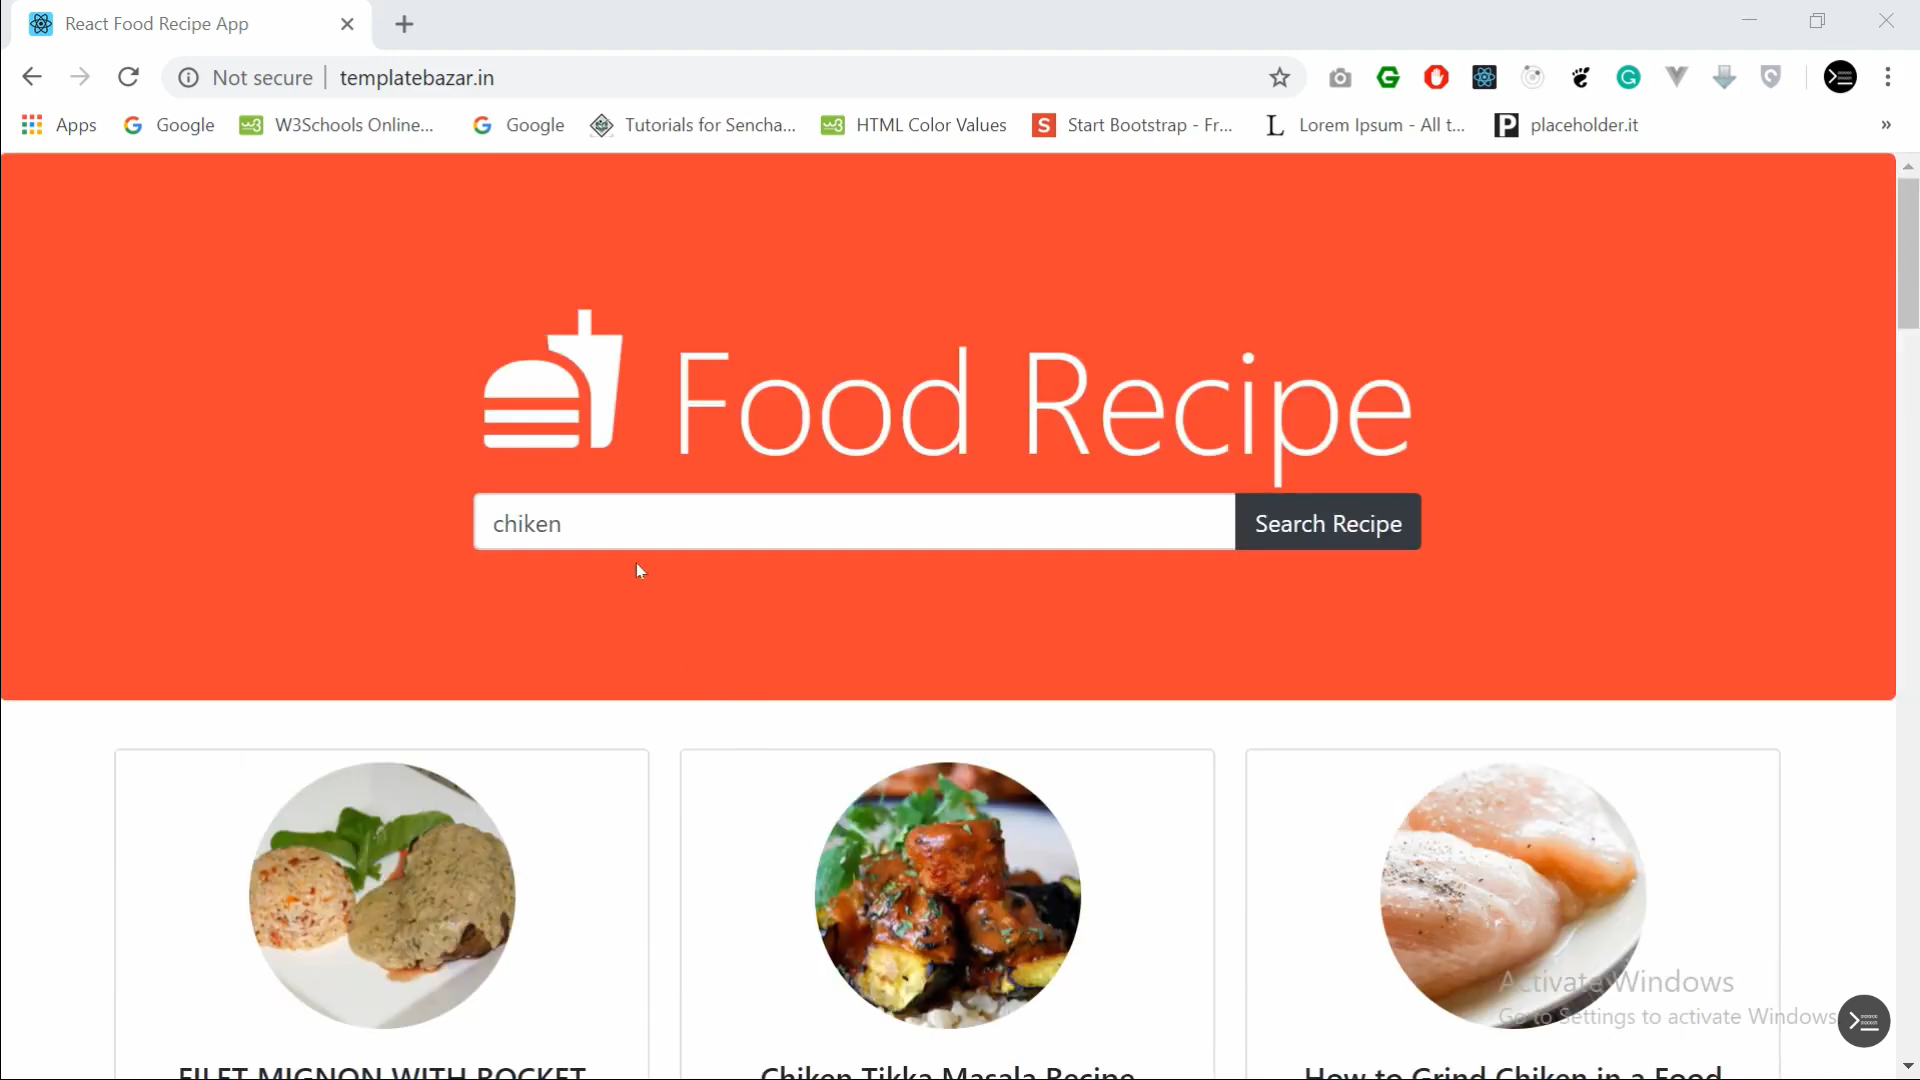 React Food Recipe App
Not secure templatebazar.in
Apps Google W3Schools Online... Google Tutorials for Sencha... HTML Color Values Start Bootstrap - Fr... Lorem Ipsum - All t... placeholder.it
Food Recipe
chiken Search Recipe
FILET MIGNON WITH ROCKET Chiken Tikka Masala Recipe How to Grind Chiken in a Food
Activate Windows
Go to Settings to activate Windows